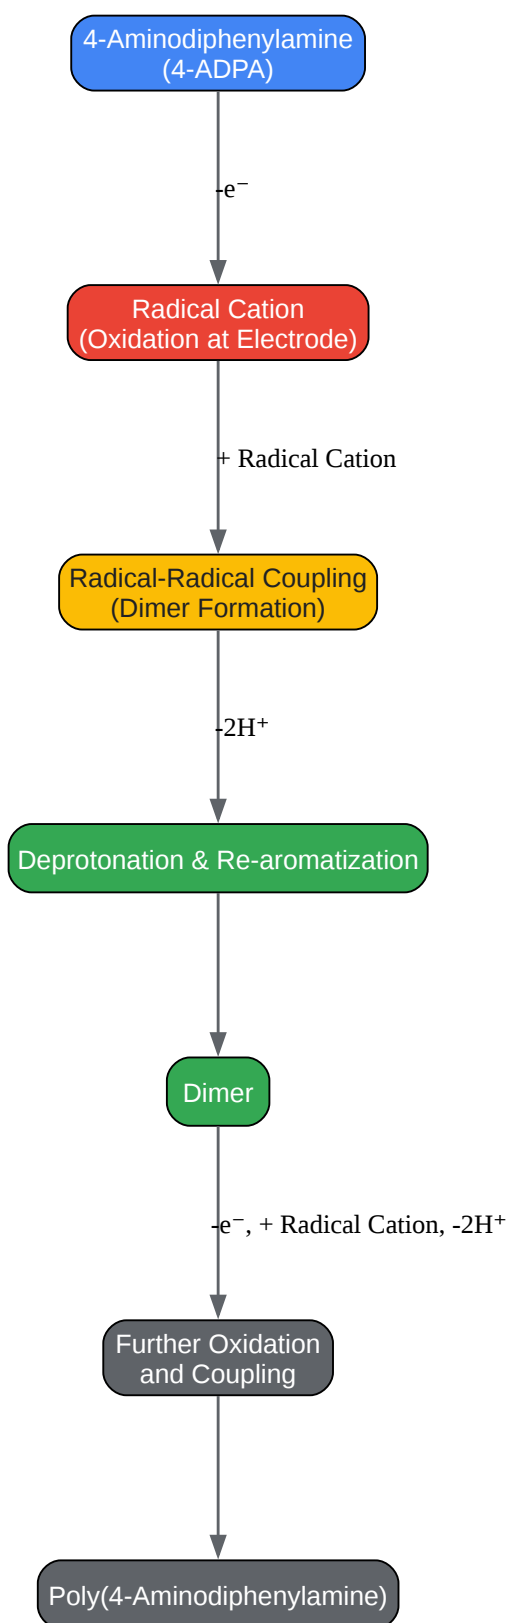 4-Aminodiphenylamine
(4-ADPA)
-e⁻
Radical Cation
(Oxidation at Electrode)
+ Radical Cation
Radical-Radical Coupling
(Dimer Formation)
-2H⁺
Deprotonation & Re-aromatization
Dimer
-e⁻, + Radical Cation, -2H⁺
Further Oxidation
and Coupling
Poly(4-Aminodiphenylamine)